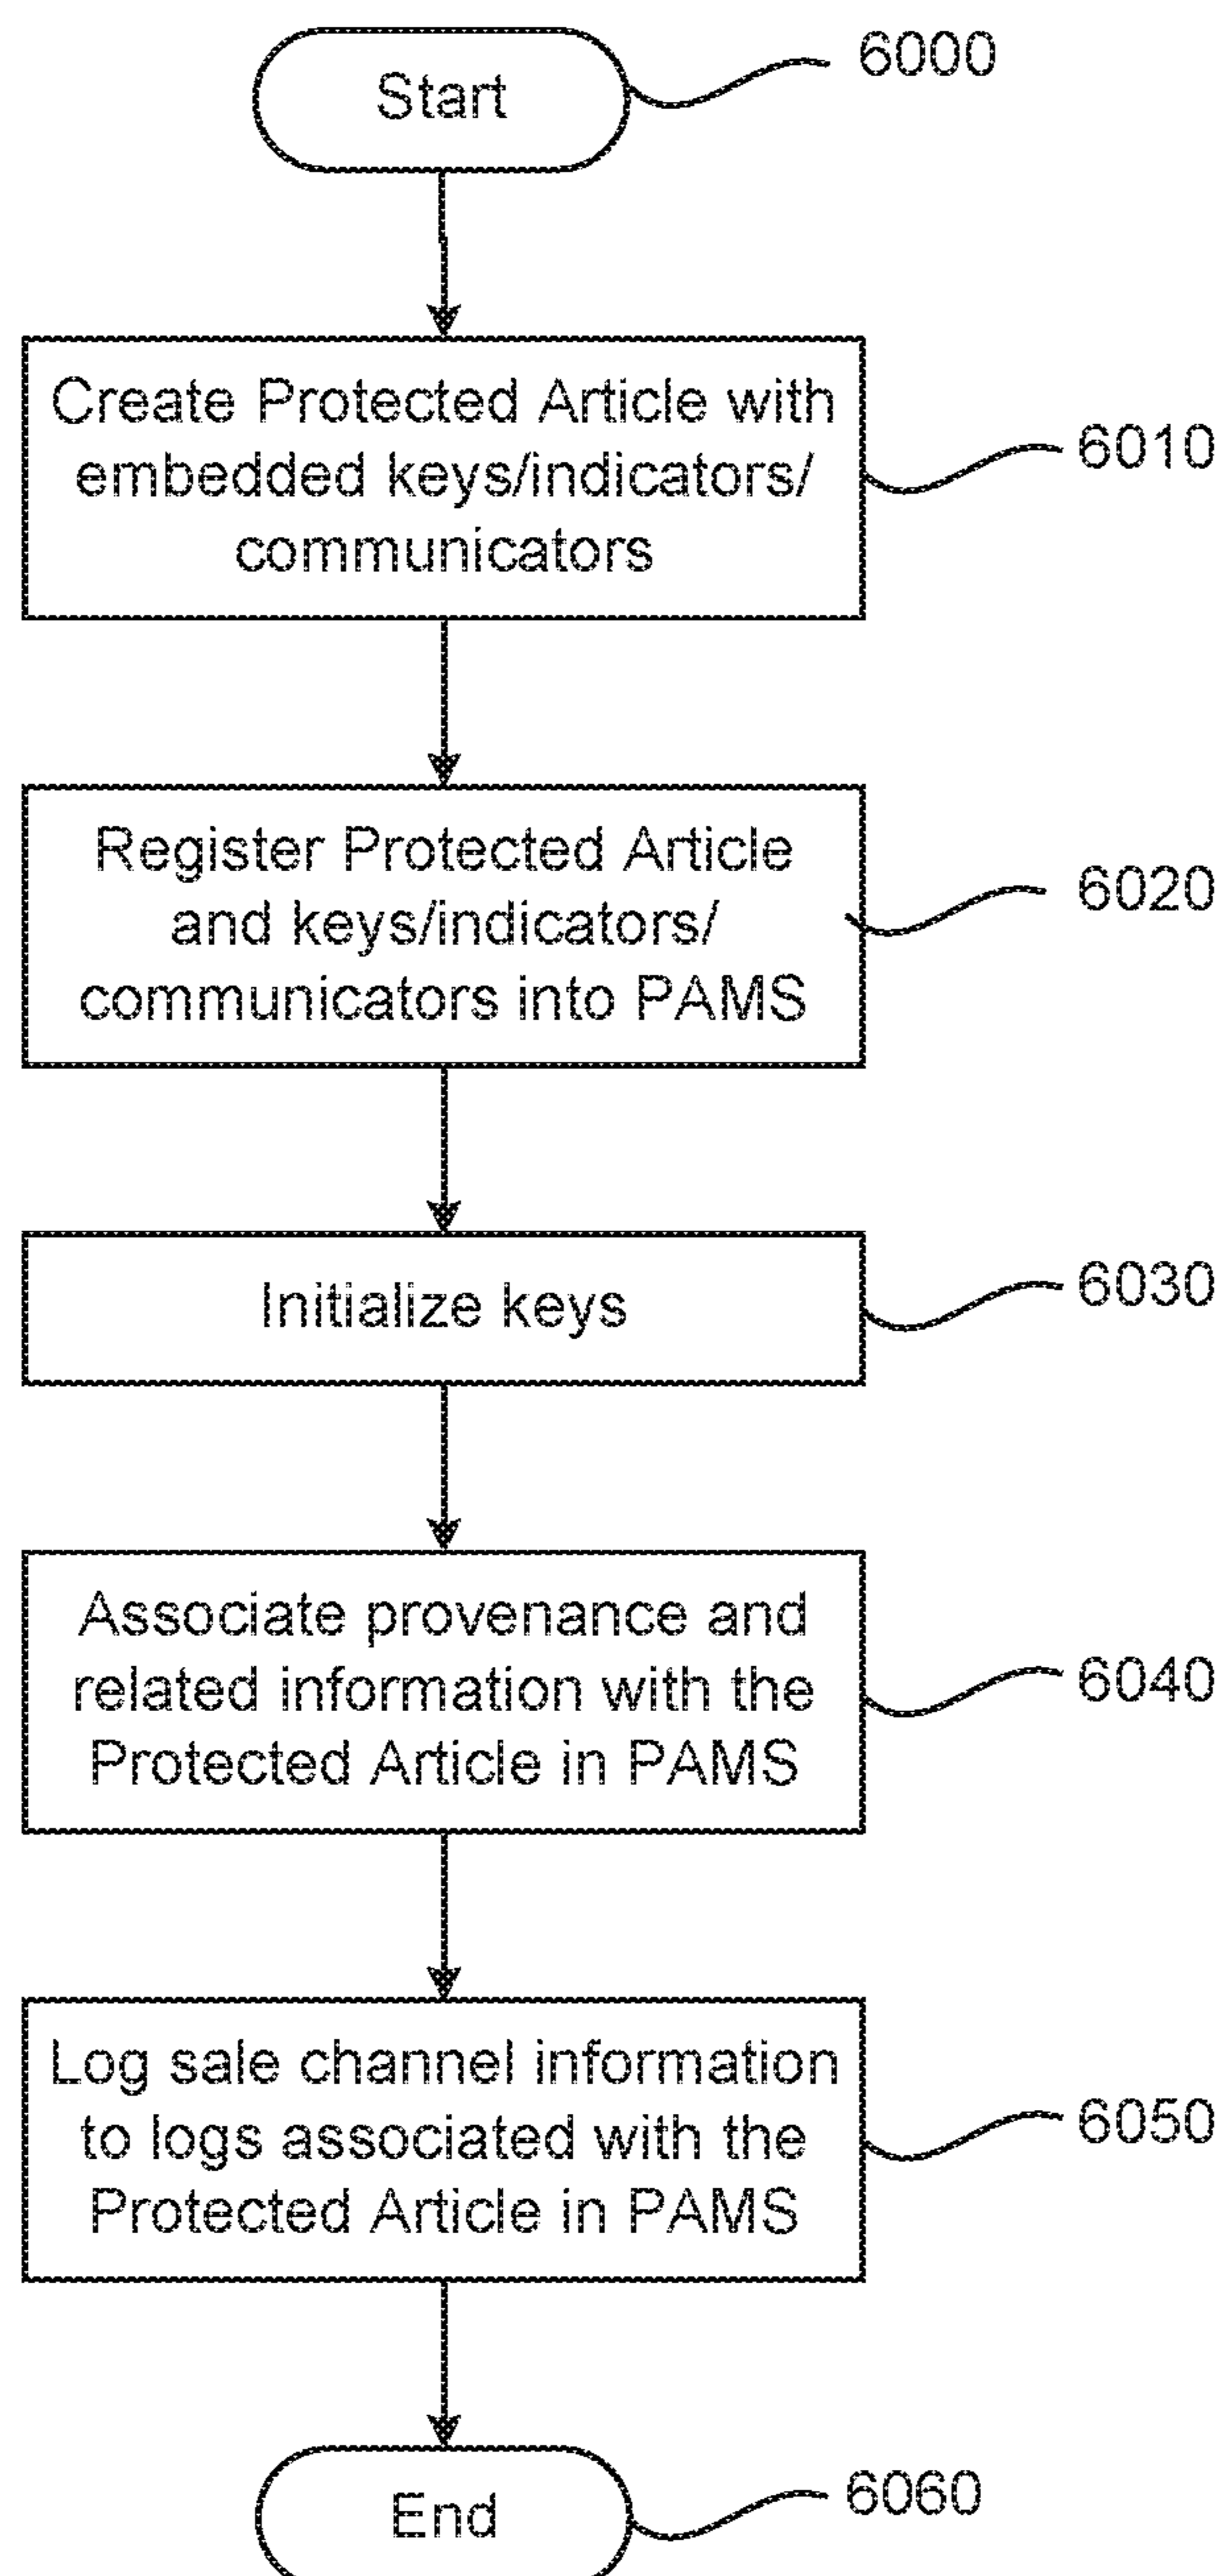 Start
6000
Create Protected Article with
embedded keys/indicators/
communicators
6010
Register Protected Article
and keys/indicators/
communicators into PAMS
6020
Initialize keys
6030
Associate provenance and
related information with the
Protected Article in PAMS
6040
Log sale channel information
to logs associated with the
Protected Article in PAMS
6050
End
6060